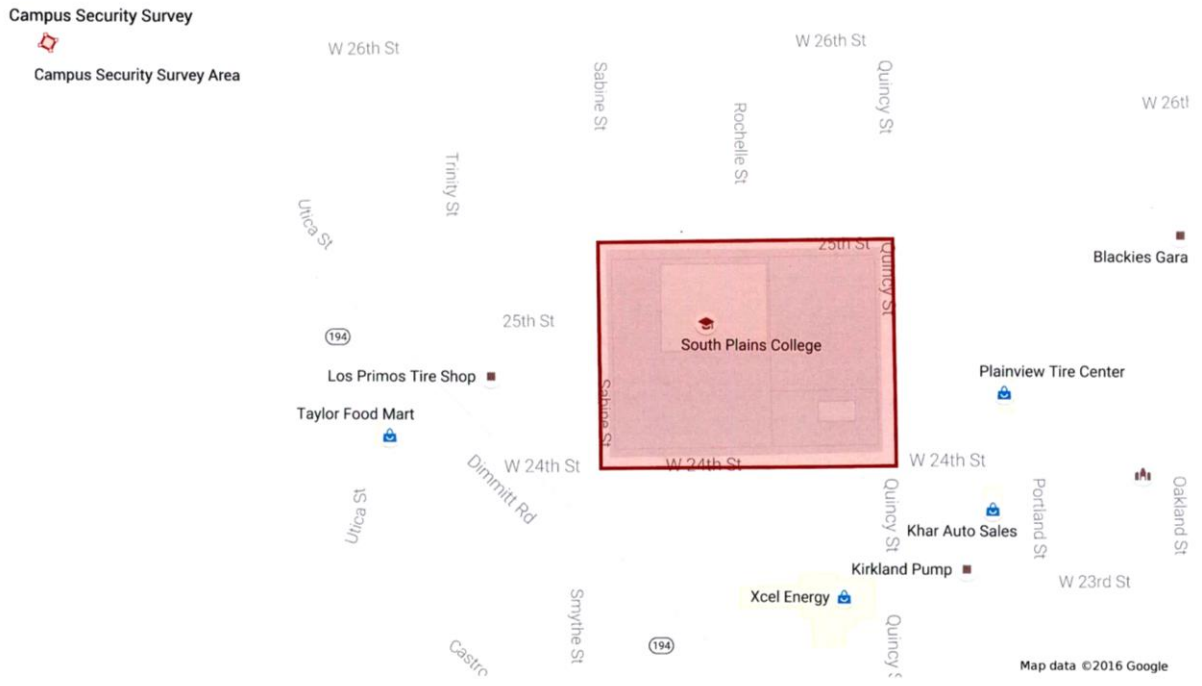 Campus Security Survey
Campus Security Survey Area
W 26th St
W 26th St
Sabine St
Quincy St
W 26tl
Rochelle St
Trinity St
Utica St
25th St
Quincy St
Blackies Gara
25th St
194
South Plains College
Los Primos Tire Shop
Plainview Tire Center
Sabine St
Taylor Food Mart
W 24th St
W 24th St
W 24th St
Dimmitt Rd
Utica St
Quincy St
Portland St
Oakland St
Khar Auto Sales
Kirkland Pump
W 23rd St
Xcel Energy
Smythe St
Quincy S
194
Castro
Map data ©2016 Google